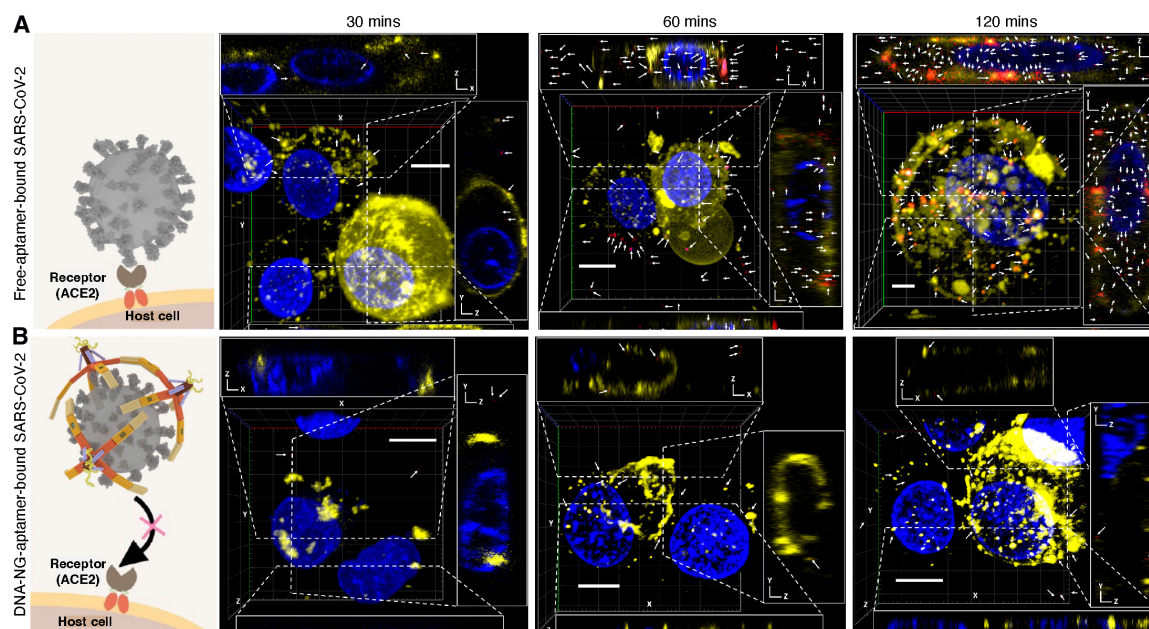 A
30 mins
60 mins
120 mins
Free-aptamer-bound SARS-CoV-2
Receptor
(ACE2)
Host cell
Z
X
X
Y
Y
Z
Z
X
Y
Z
Z
Y
Z
B
DNA-NG-aptamer-bound SARS-CoV-2
Receptor
(ACE2)
Host cell
Z
X
X
Y
Z
Y
Z
X
Y
X
Y
Z
Z
X
Y
X
Y
Z